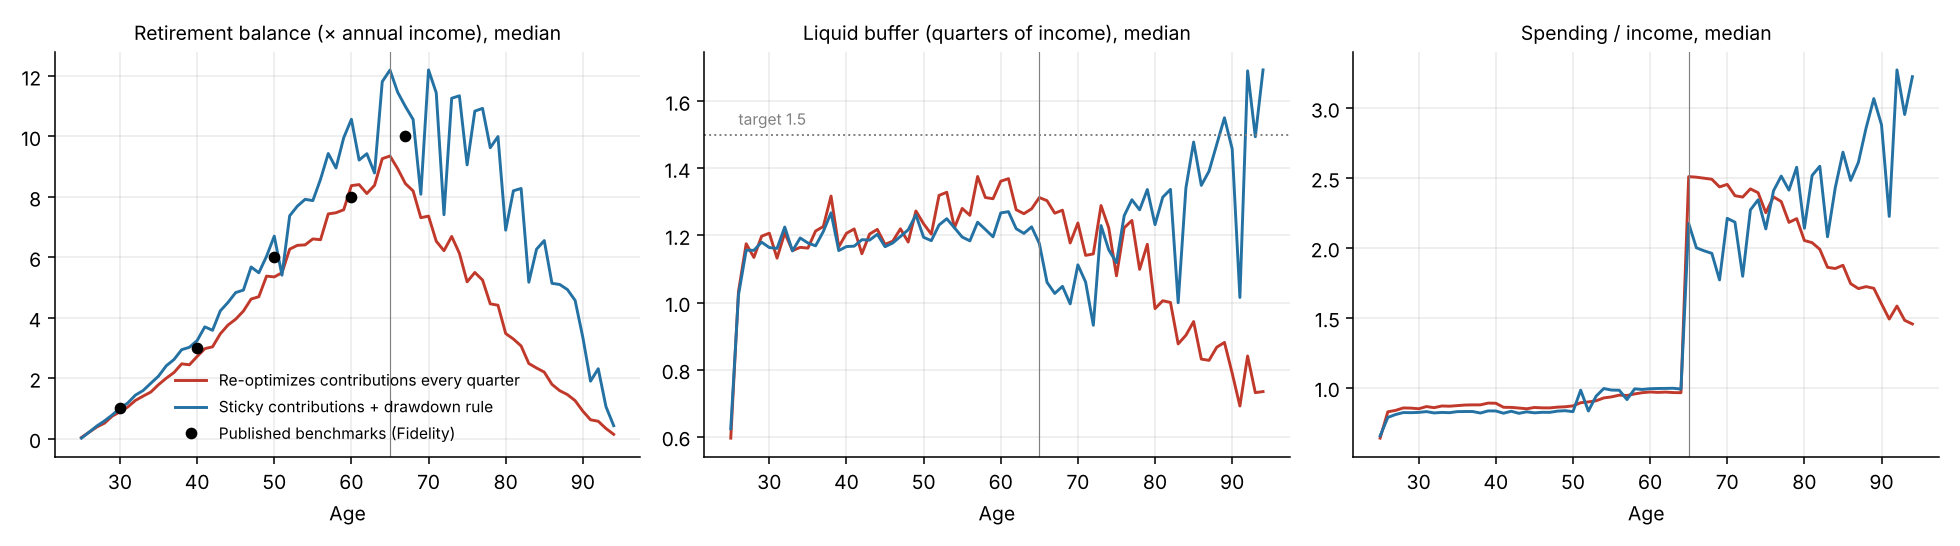 Retirement balance (× annual income), median
12
10
8
6
4
2
0
Re-optimizes contributions every quarter
Sticky contributions + drawdown rule
Published benchmarks (Fidelity)
30 40 50 60 70 80 90
Age
Liquid buffer (quarters of income), median
1.6
target 1.5
1.4
1.2
1.0
0.8
0.6
30 40 50 60 70 80 90
Age
Spending / income, median
3.0
2.5
2.0
1.5
1.0
30 40 50 60 70 80 90
Age